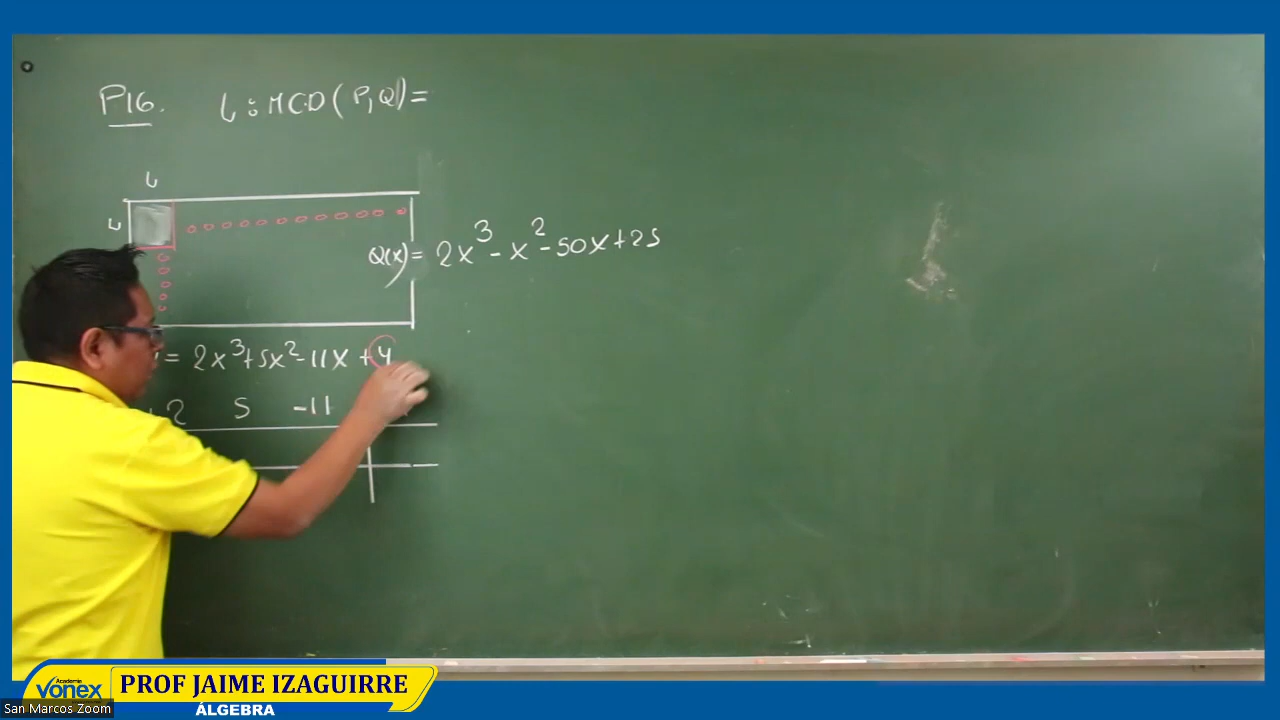 P16. L : MCD(P,Q)=
L
L
Q(x) = 2x³-x²-50x+25
= 2x³+5x²-11x+4
2 5 -11
Academia
Vonex
PROF JAIME IZAGUIRRE
ÁLGEBRA
San Marcos Zoom